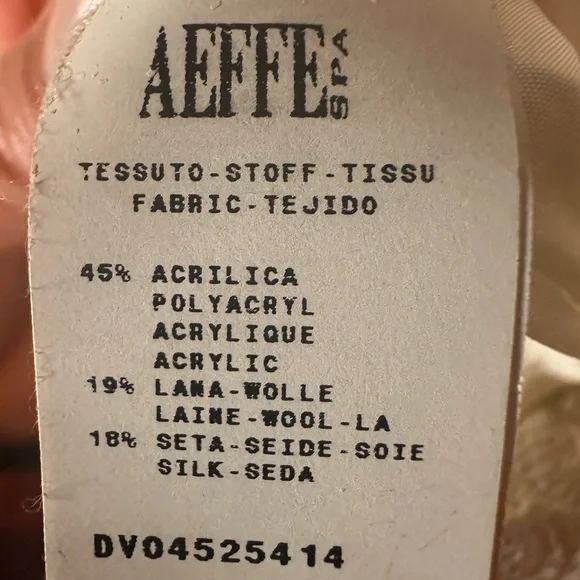 AEFFE SPA
TESSUTO-STOFF-TISSU
FABRIC-TEJIDO
45% ACRILICA
POLYACRYL
ACRYLIQUE
ACRYLIC
19% LANA-WOLLE
LAINE-WOOL-LA
18% SETA-SEIDE-SOIE
SILK-SEDA
DV04525414